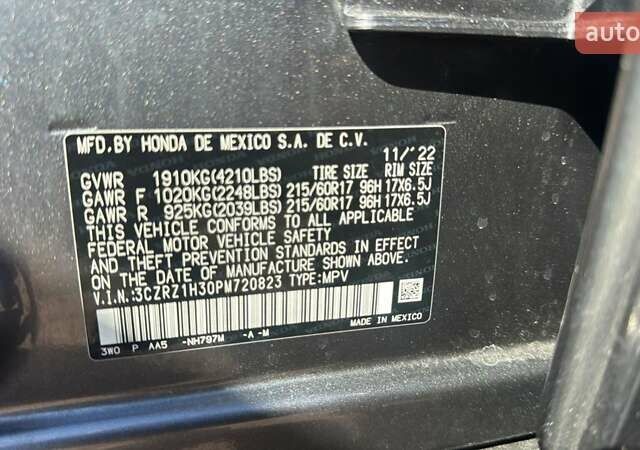 auto
MFD.BY HONDA DE MEXICO S.A. DE C.V.
11/'22
TIRE SIZE RIM SIZE
GVWR 1910KG(4210LBS)
GAWR F 1020KG(2248LBS) 215/60R17 96H 17X6.5J
GAWR R 925KG(2039LBS) 215/60R17 96H 17X6.5J
THIS VEHICLE CONFORMS TO ALL APPLICABLE
FEDERAL MOTOR VEHICLE SAFETY
AND THEFT PREVENTION STANDARDS IN EFFECT
ON THE DATE OF MANUFACTURE SHOWN ABOVE.
V.I.N.:3CZRZ1H30PM720823 TYPE:MPV
3WO P AA5 -NH797M -A -M
MADE IN MEXICO